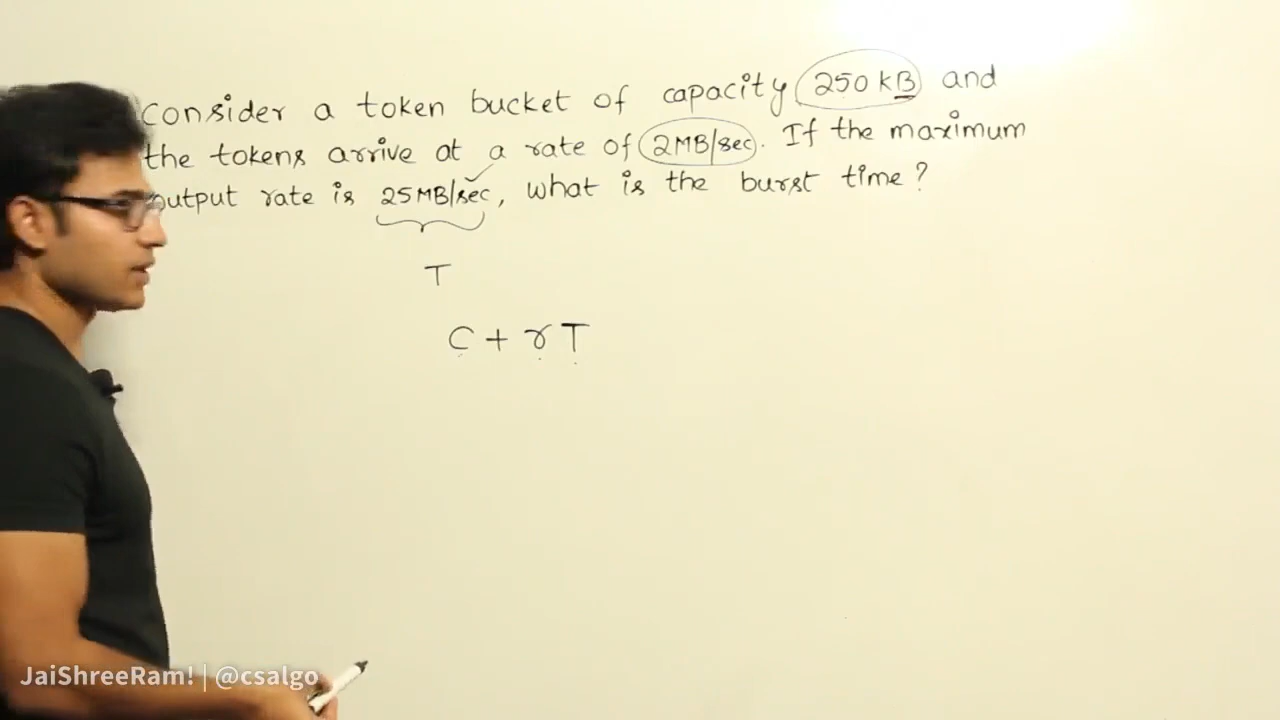 Consider a token bucket of capacity 250 kB and
the tokens arrive at a rate of 2MB/sec. If the maximum
output rate is 25MB/sec, what is the burst time?
T
C + r T
JaiShreeRam! | @csalgo